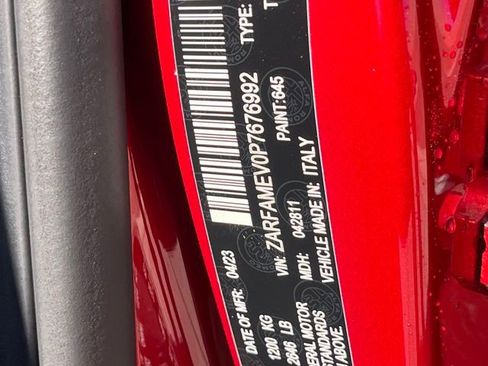 DATE OF MFR: 04/23
1200 KG
2646 LB
VIN: ZARFAMEV0P7676992 TYPE:
MDH: 042811 PAINT: 645
VEHICLE MADE IN: ITALY
ERAL MOTOR
STANDARDS
ABOVE.